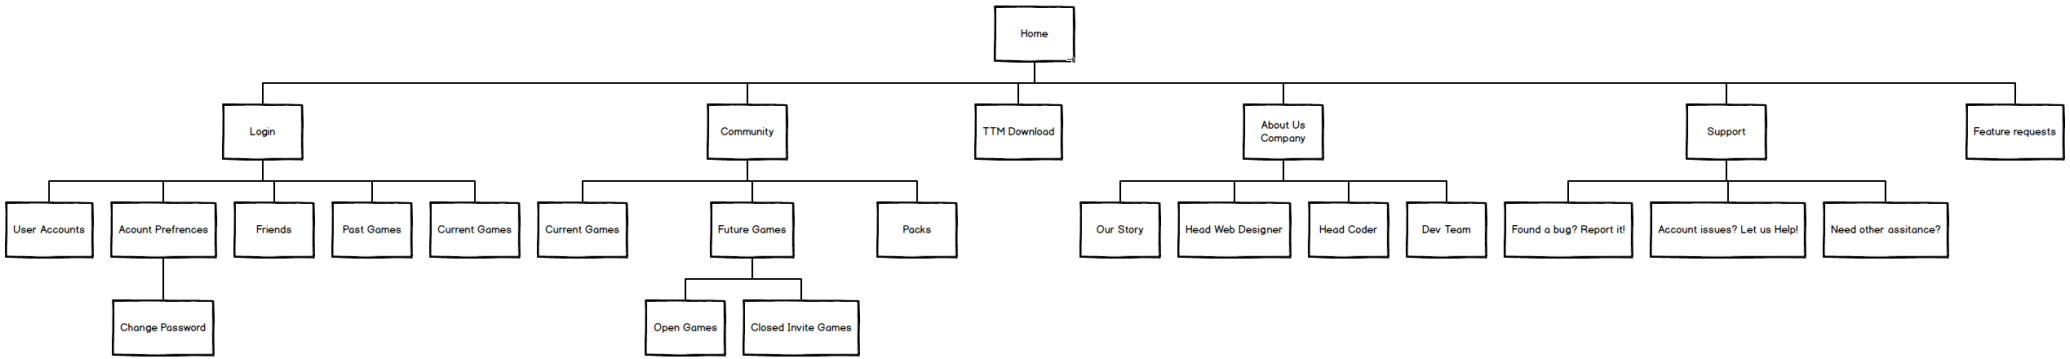 Home
Login
Community
TTM Download
About Us
Company
Support
Feature requests
User Accounts
Acount Prefrences
Friends
Past Games
Current Games
Current Games
Future Games
Packs
Our Story
Head Web Designer
Head Coder
Dev Team
Found a bug? Report it!
Account issues? Let us Help!
Need other assitance?
Change Password
Open Games
Closed Invite Games